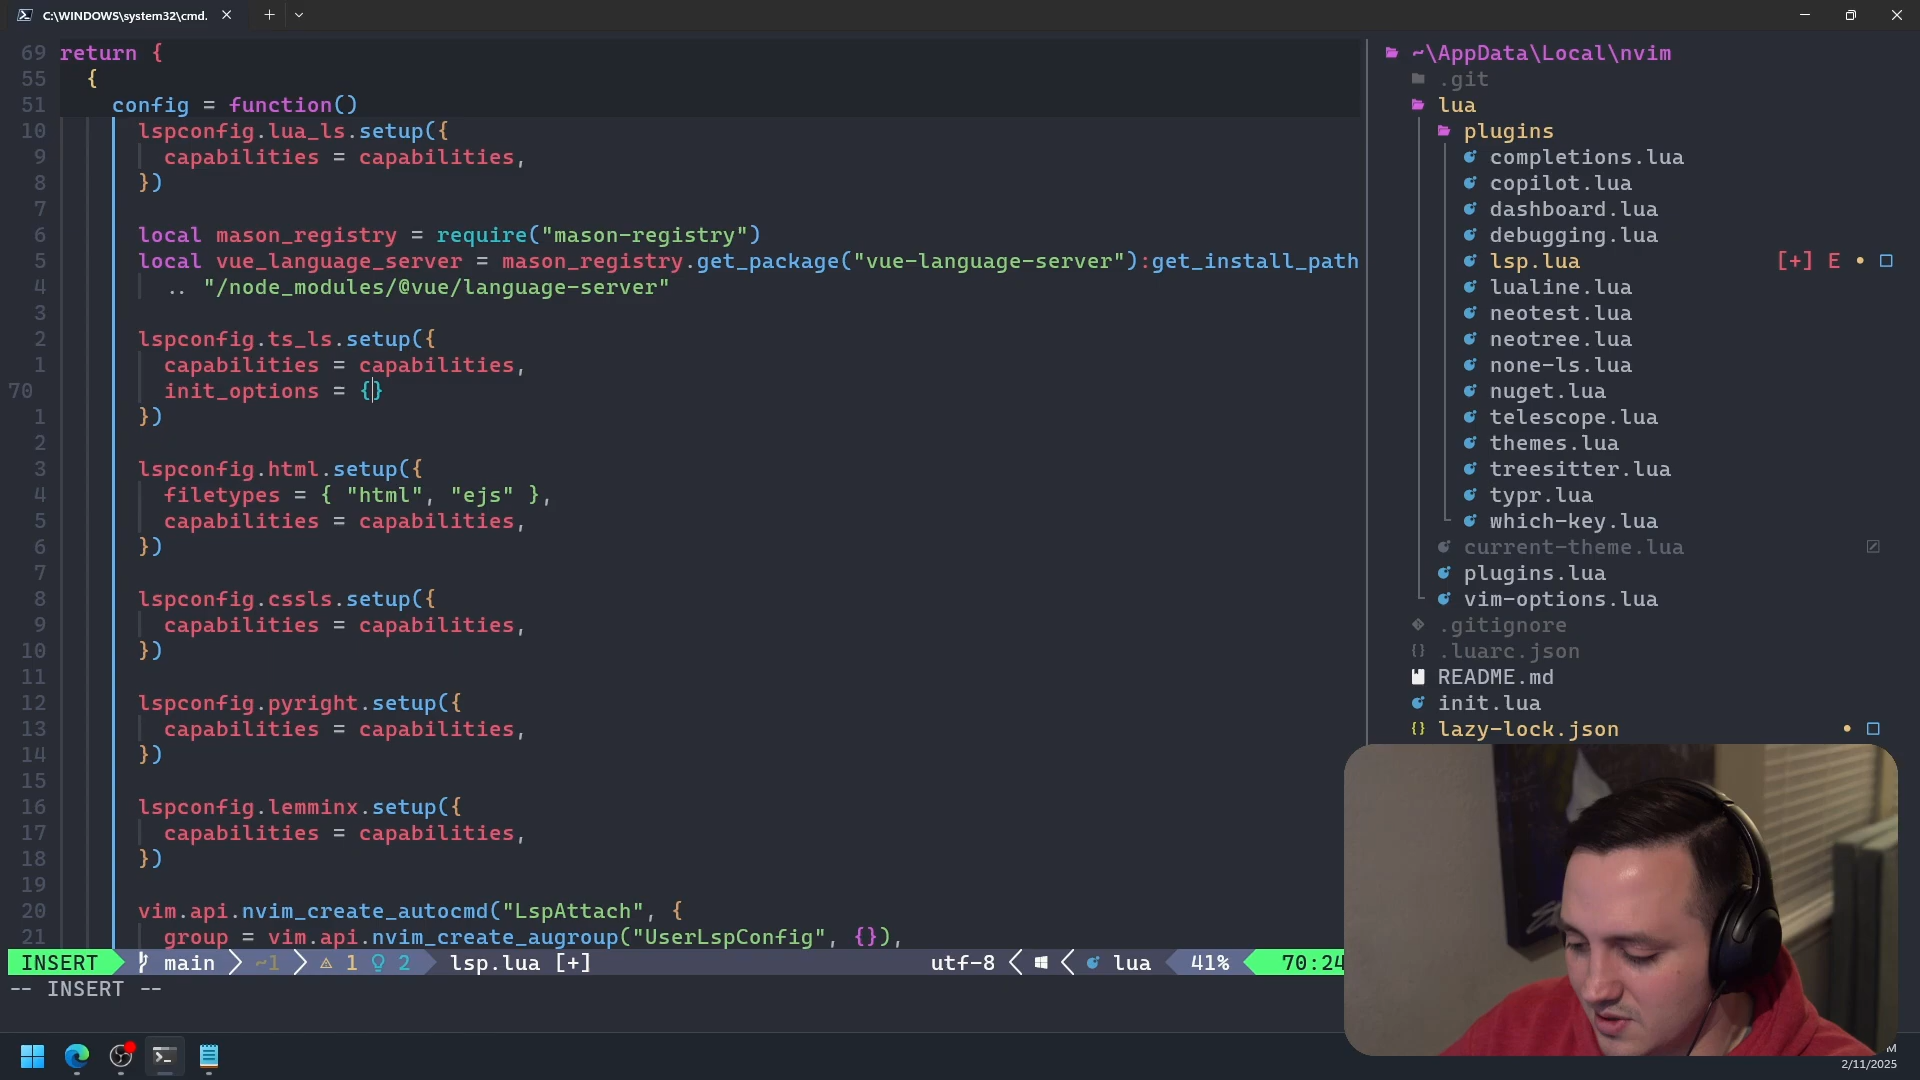 C:\WINDOWS\system32\cmd.
69 return {
55 {
51 config = function()
10 lspconfig.lua_ls.setup({
9 capabilities = capabilities,
8 })
7
6 local mason_registry = require("mason-registry")
5 local vue_language_server = mason_registry.get_package("vue-language-server"):get_install_path
4 .. "/node_modules/@vue/language-server"
3
2 lspconfig.ts_ls.setup({
1 capabilities = capabilities,
70 init_options = {}
1 })
2
3 lspconfig.html.setup({
4 filetypes = { "html", "ejs" },
5 capabilities = capabilities,
6 })
7
8 lspconfig.cssls.setup({
9 capabilities = capabilities,
10 })
11
12 lspconfig.pyright.setup({
13 capabilities = capabilities,
14 })
15
16 lspconfig.lemminx.setup({
17 capabilities = capabilities,
18 })
19
20 vim.api.nvim_create_autocmd("LspAttach", {
21 group = vim.api.nvim_create_augroup("UserLspConfig", {}),
INSERT main ~1 1 2 lsp.lua [+] utf-8 lua 41% 70:24
-- INSERT --
~\AppData\Local\nvim
.git
lua
plugins
completions.lua
copilot.lua
dashboard.lua
debugging.lua
lsp.lua [+] E
lualine.lua
neotest.lua
neotree.lua
none-ls.lua
nuget.lua
telescope.lua
themes.lua
treesitter.lua
typr.lua
which-key.lua
current-theme.lua
plugins.lua
vim-options.lua
.gitignore
.luarc.json
README.md
init.lua
lazy-lock.json
2/11/2025